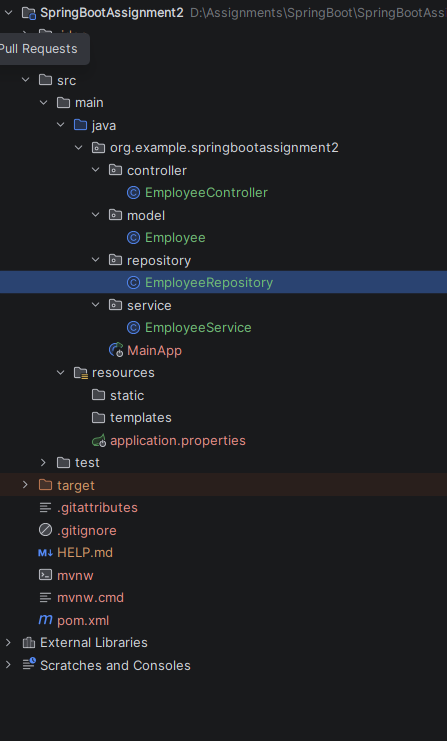 SpringBootAssignment2 D:\Assignments\SpringBoot\SpringBootAss
Pull Requests
src
main
java
org.example.springbootassignment2
controller
EmployeeController
model
Employee
repository
EmployeeRepository
service
EmployeeService
MainApp
resources
static
templates
application.properties
test
target
.gitattributes
.gitignore
M↓ HELP.md
mvnw
mvnw.cmd
m pom.xml
External Libraries
Scratches and Consoles